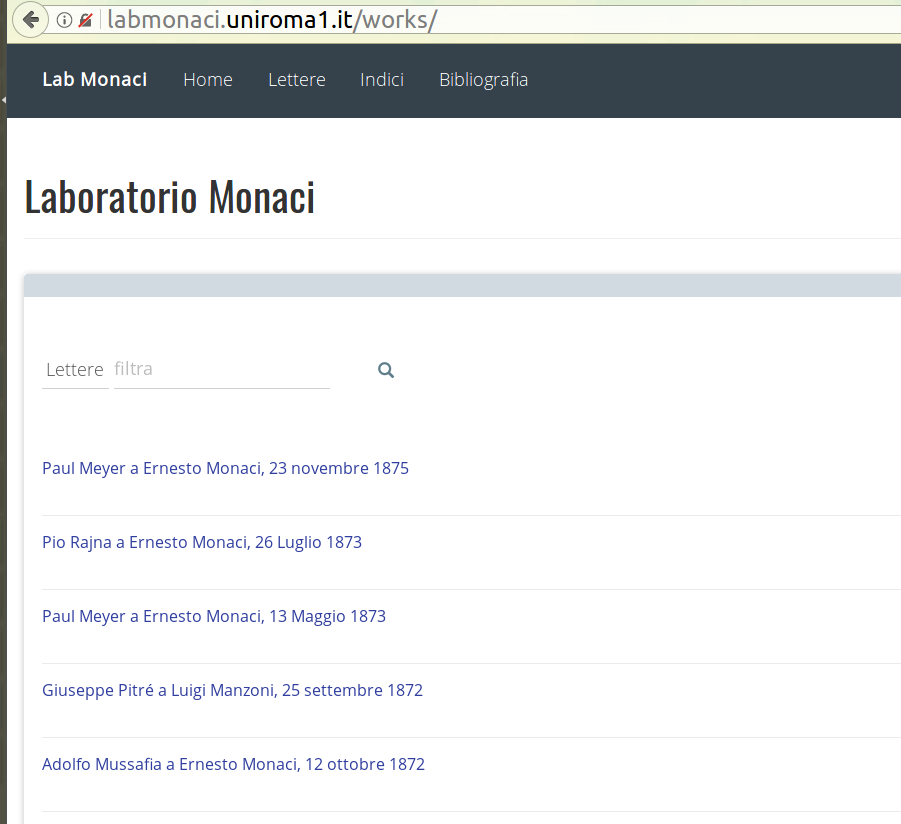 labmonaci.uniroma1.it/works/
Lab Monaci Home Lettere Indici Bibliografia
Laboratorio Monaci
Lettere filtra
Paul Meyer a Ernesto Monaci, 23 novembre 1875
Pio Rajna a Ernesto Monaci, 26 Luglio 1873
Paul Meyer a Ernesto Monaci, 13 Maggio 1873
Giuseppe Pitré a Luigi Manzoni, 25 settembre 1872
Adolfo Mussafia a Ernesto Monaci, 12 ottobre 1872